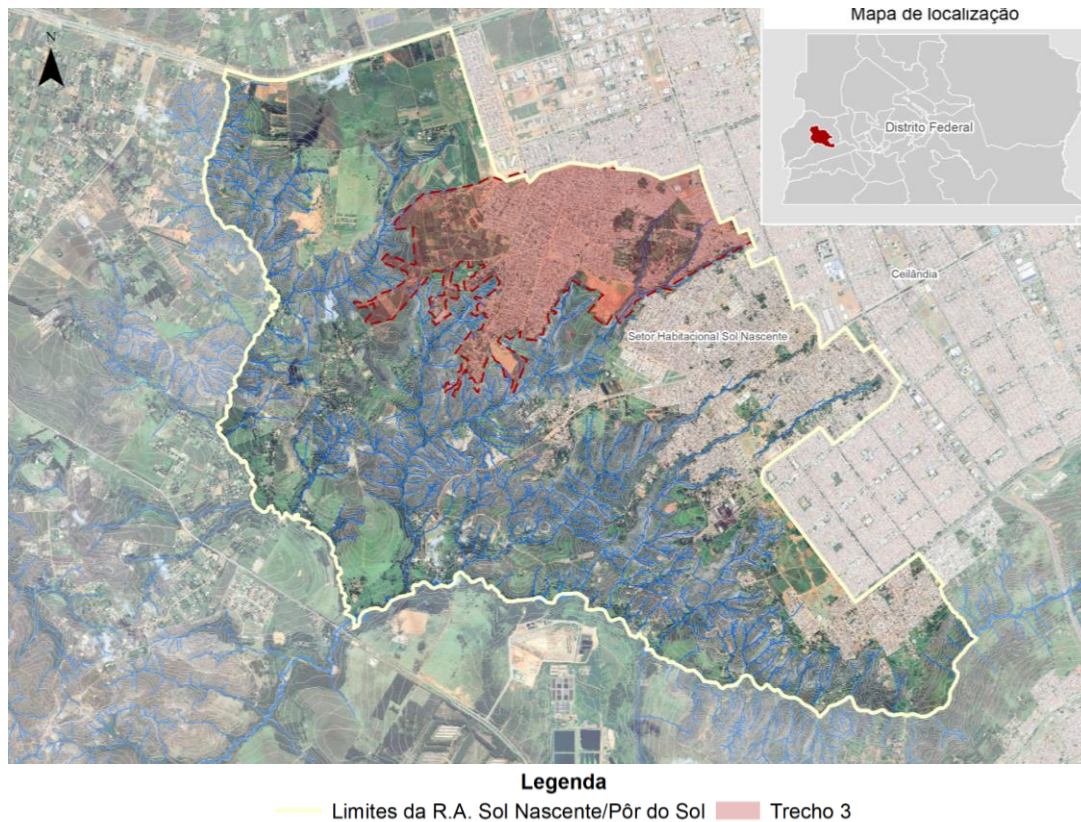 Mapa de localização
N
Distrito Federal
Ceilândia
Setor Habitacional Sol Nascente
Legenda
Limites da R.A. Sol Nascente/Pôr do Sol Trecho 3